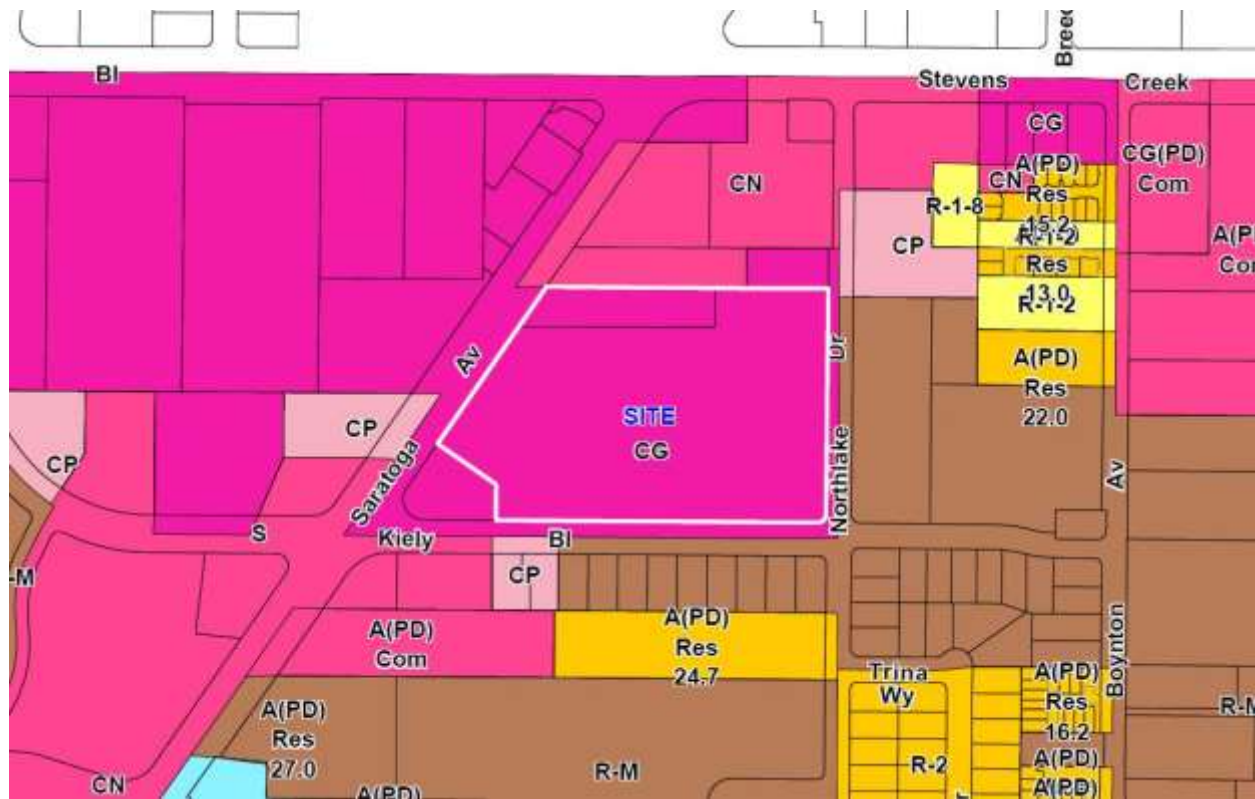 Bl
Stevens
Creek
Breed
CG
CG(PD)
Com
A(PD)
Res
15.2
CN
CN
R-1-8
R-1-2
CP
Res
13.0
R-1-2
A(PD)
Res
22.0
Av
Dr
SITE
CG
CP
CP
Saratoga
Northlake
Av
S
Kiely
Bl
CP
-M
A(PD)
Com
A(PD)
Res
24.7
Trina
Wy
Boynton
A(PD)
Res
16.2
R-M
A(PD)
Res
27.0
R-M
R-2
A(PD)
A(PD)
CN
A(PD)